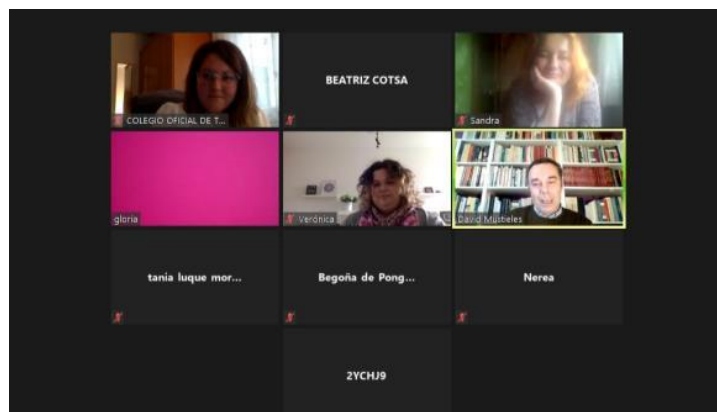 COLEGIO OFICIAL DE T...
BEATRIZ COTSA
Sandra
gloria
Verónica
David Mustieles
tania luque mor...
Begoña de Pong...
Nerea
2YCHJ9